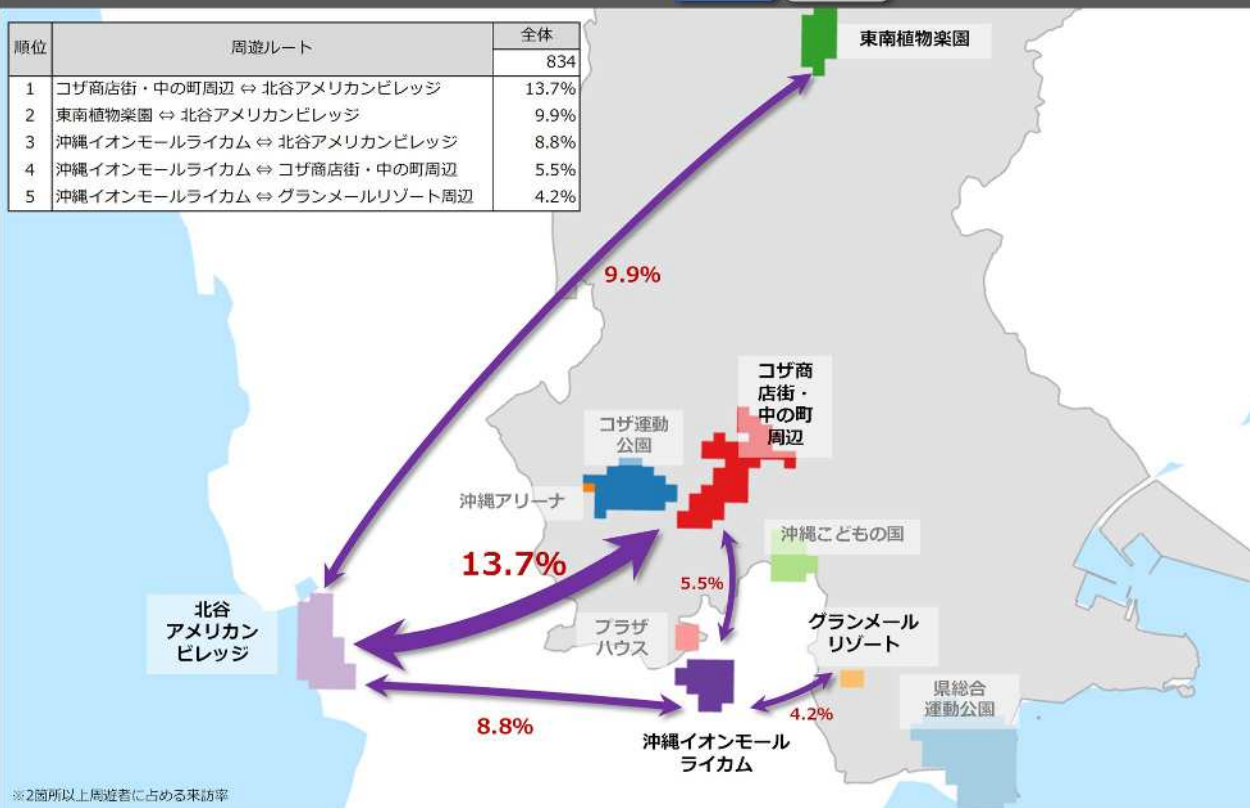 順位 周遊ルート 全体
834
1 コザ商店街・中の町周辺 ⇔ 北谷アメリカンビレッジ 13.7%
2 東南植物楽園 ⇔ 北谷アメリカンビレッジ 9.9%
3 沖縄イオンモールライカム ⇔ 北谷アメリカンビレッジ 8.8%
4 沖縄イオンモールライカム ⇔ コザ商店街・中の町周辺 5.5%
5 沖縄イオンモールライカム ⇔ グランメールリゾート周辺 4.2%
東南植物楽園
9.9%
コザ商
店街・
中の町
周辺
コザ運動
公園
沖縄アリーナ
沖縄こどもの国
13.7%
5.5%
北谷
アメリカン
ビレッジ
プラザ
ハウス
グランメール
リゾート
県総合
運動公園
4.2%
8.8%
沖縄イオンモール
ライカム
※2箇所以上周遊者に占める来訪率